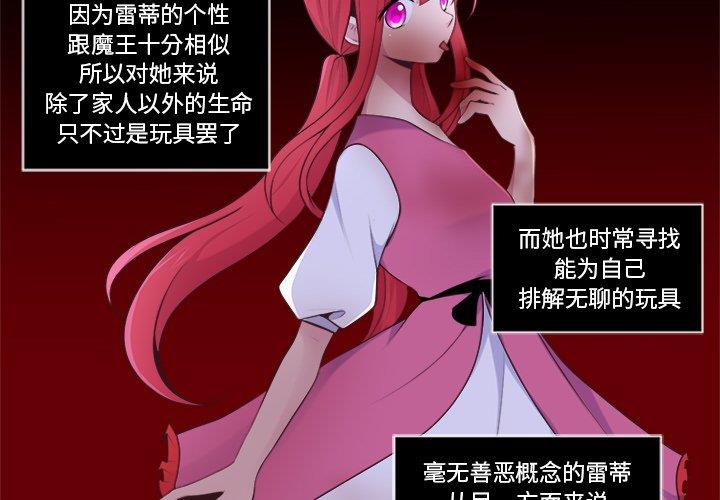 因为雷蒂的个性
跟魔王十分相似
所以对她来说
除了家人以外的生命
只不过是玩具罢了
而她也时常寻找
能为自己
排解无聊的玩具
毫无善恶概念的雷蒂